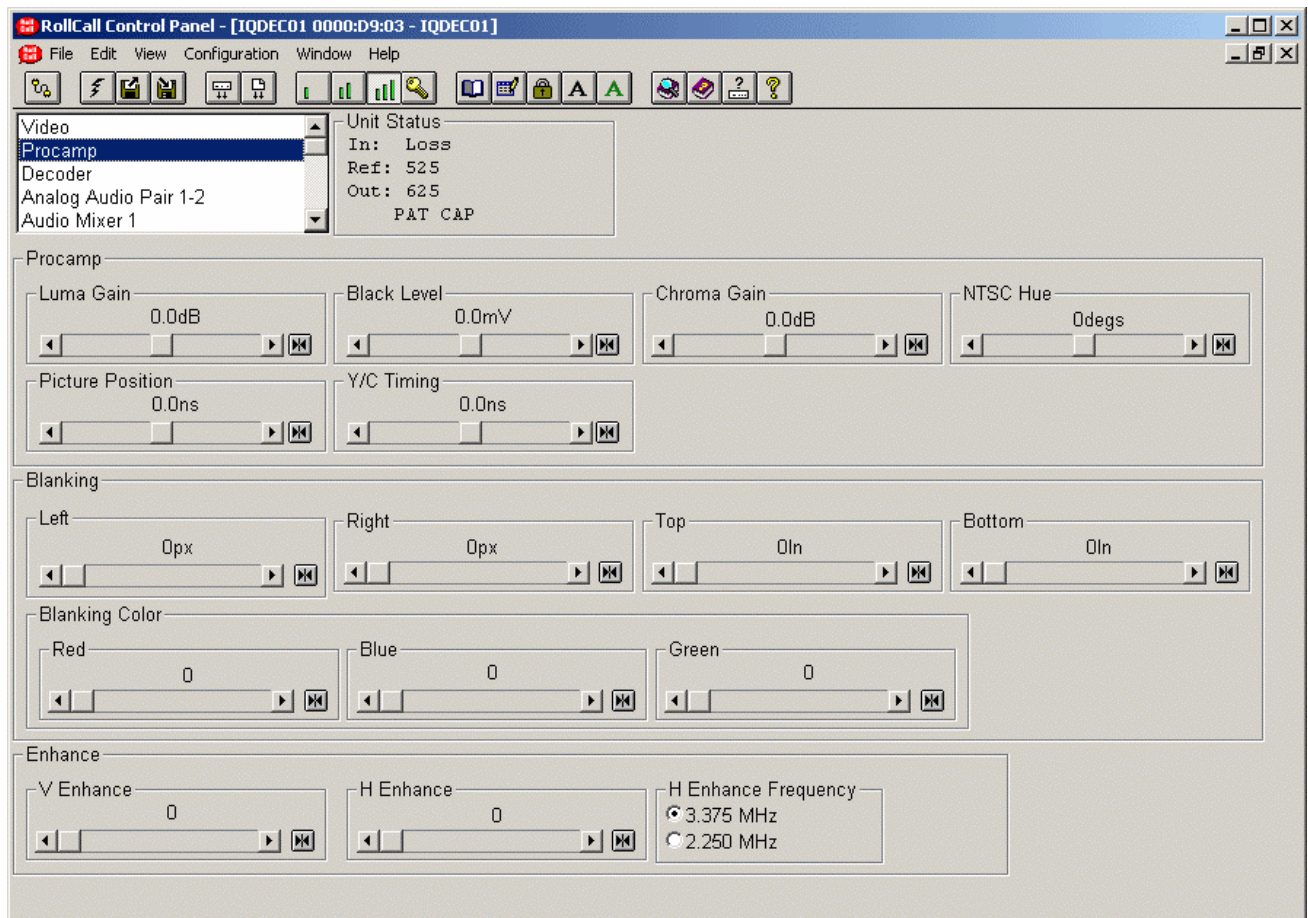 RollCall Control Panel - [IQDEC01 0000:D9:03 - IQDEC01]
File Edit View Configuration Window Help
A A ?
Video
Procamp
Decoder
Analog Audio Pair 1-2
Audio Mixer 1
Unit Status
In: Loss
Ref: 525
Out: 625
PAT CAP
Procamp
Luma Gain
0.0dB
Black Level
0.0mV
Chroma Gain
0.0dB
NTSC Hue
0degs
Picture Position
0.0ns
Y/C Timing
0.0ns
Blanking
Left
0px
Right
0px
Top
0ln
Bottom
0ln
Blanking Color
Red
0
Blue
0
Green
0
Enhance
V Enhance
0
H Enhance
0
H Enhance Frequency
3.375 MHz
2.250 MHz